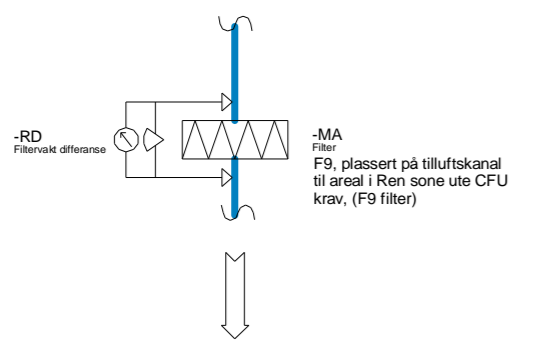 -RD
Filtervakt differanse
-MA
Filter
F9, plassert på tilluftskanal
til areal i Ren sone ute CFU
krav, (F9 filter)